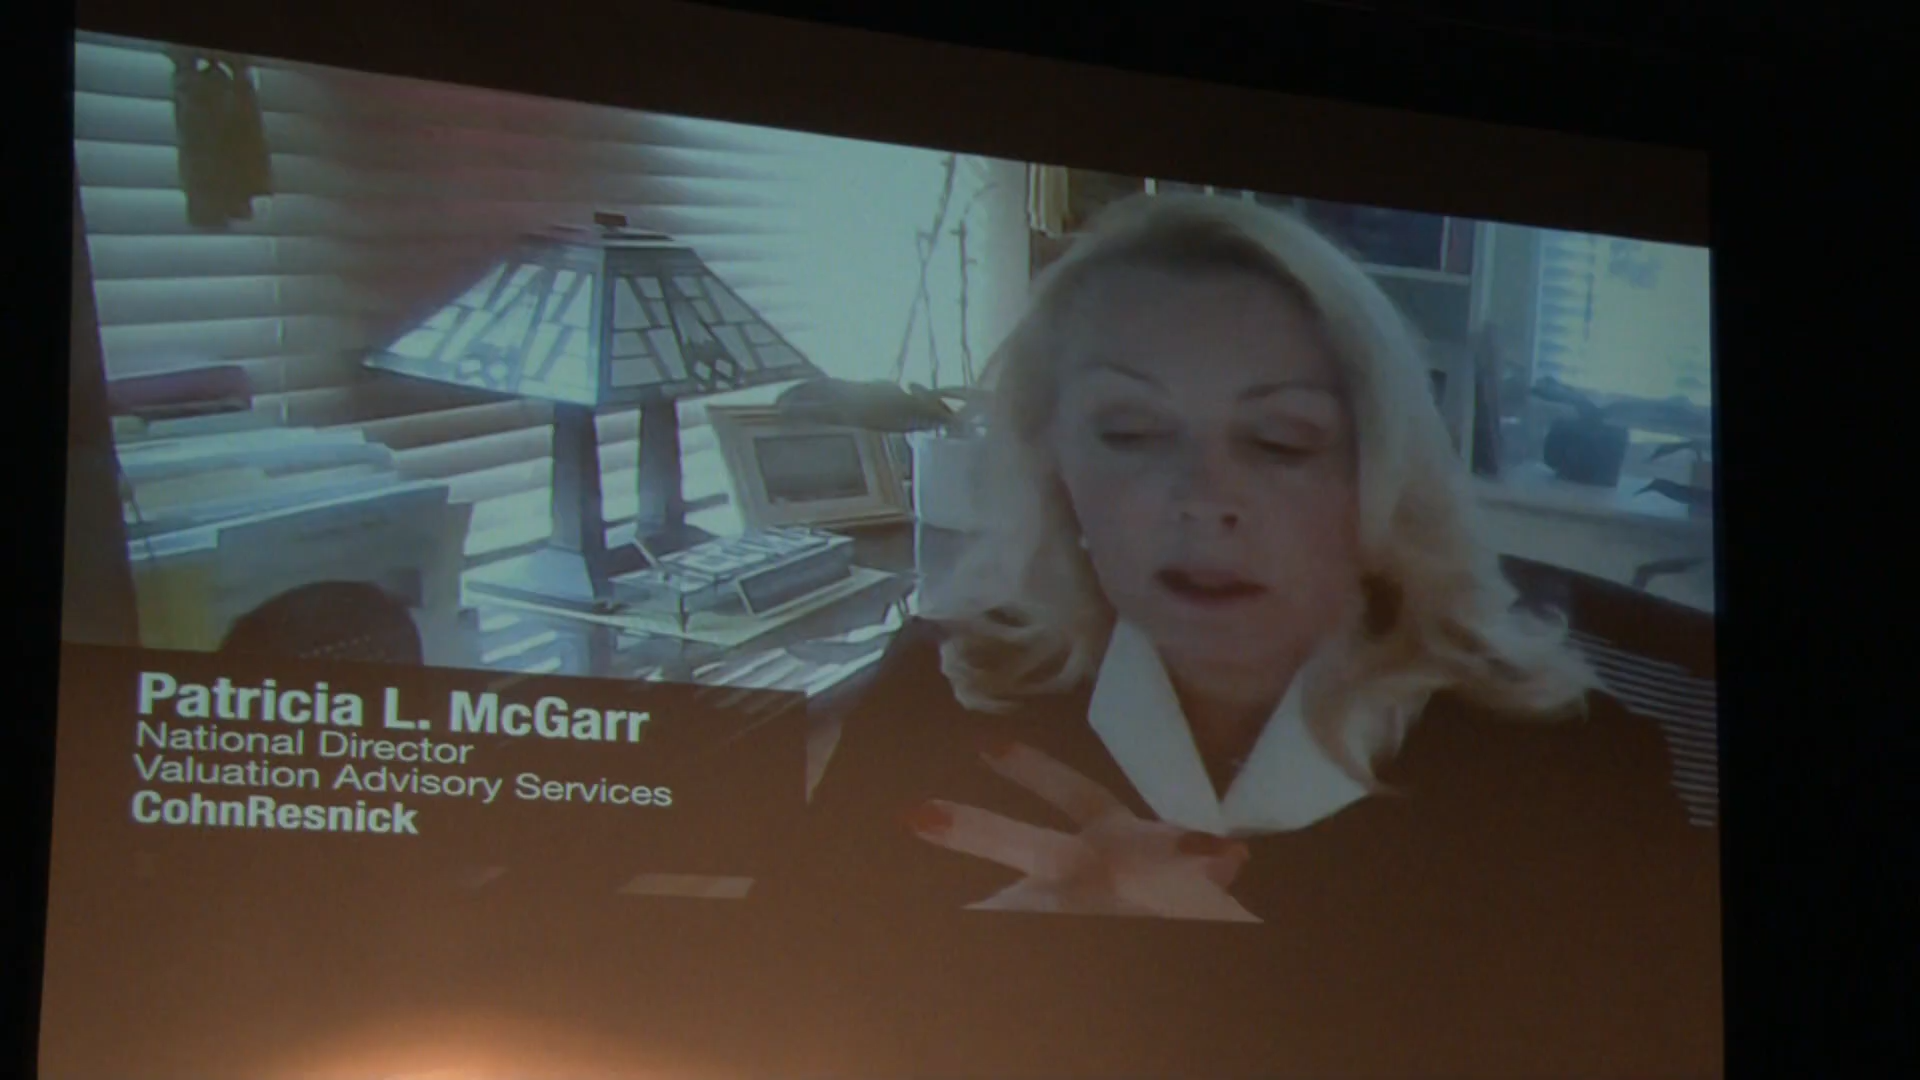 Patricia L. McGarr
National Director
Valuation Advisory Services
CohnResnick